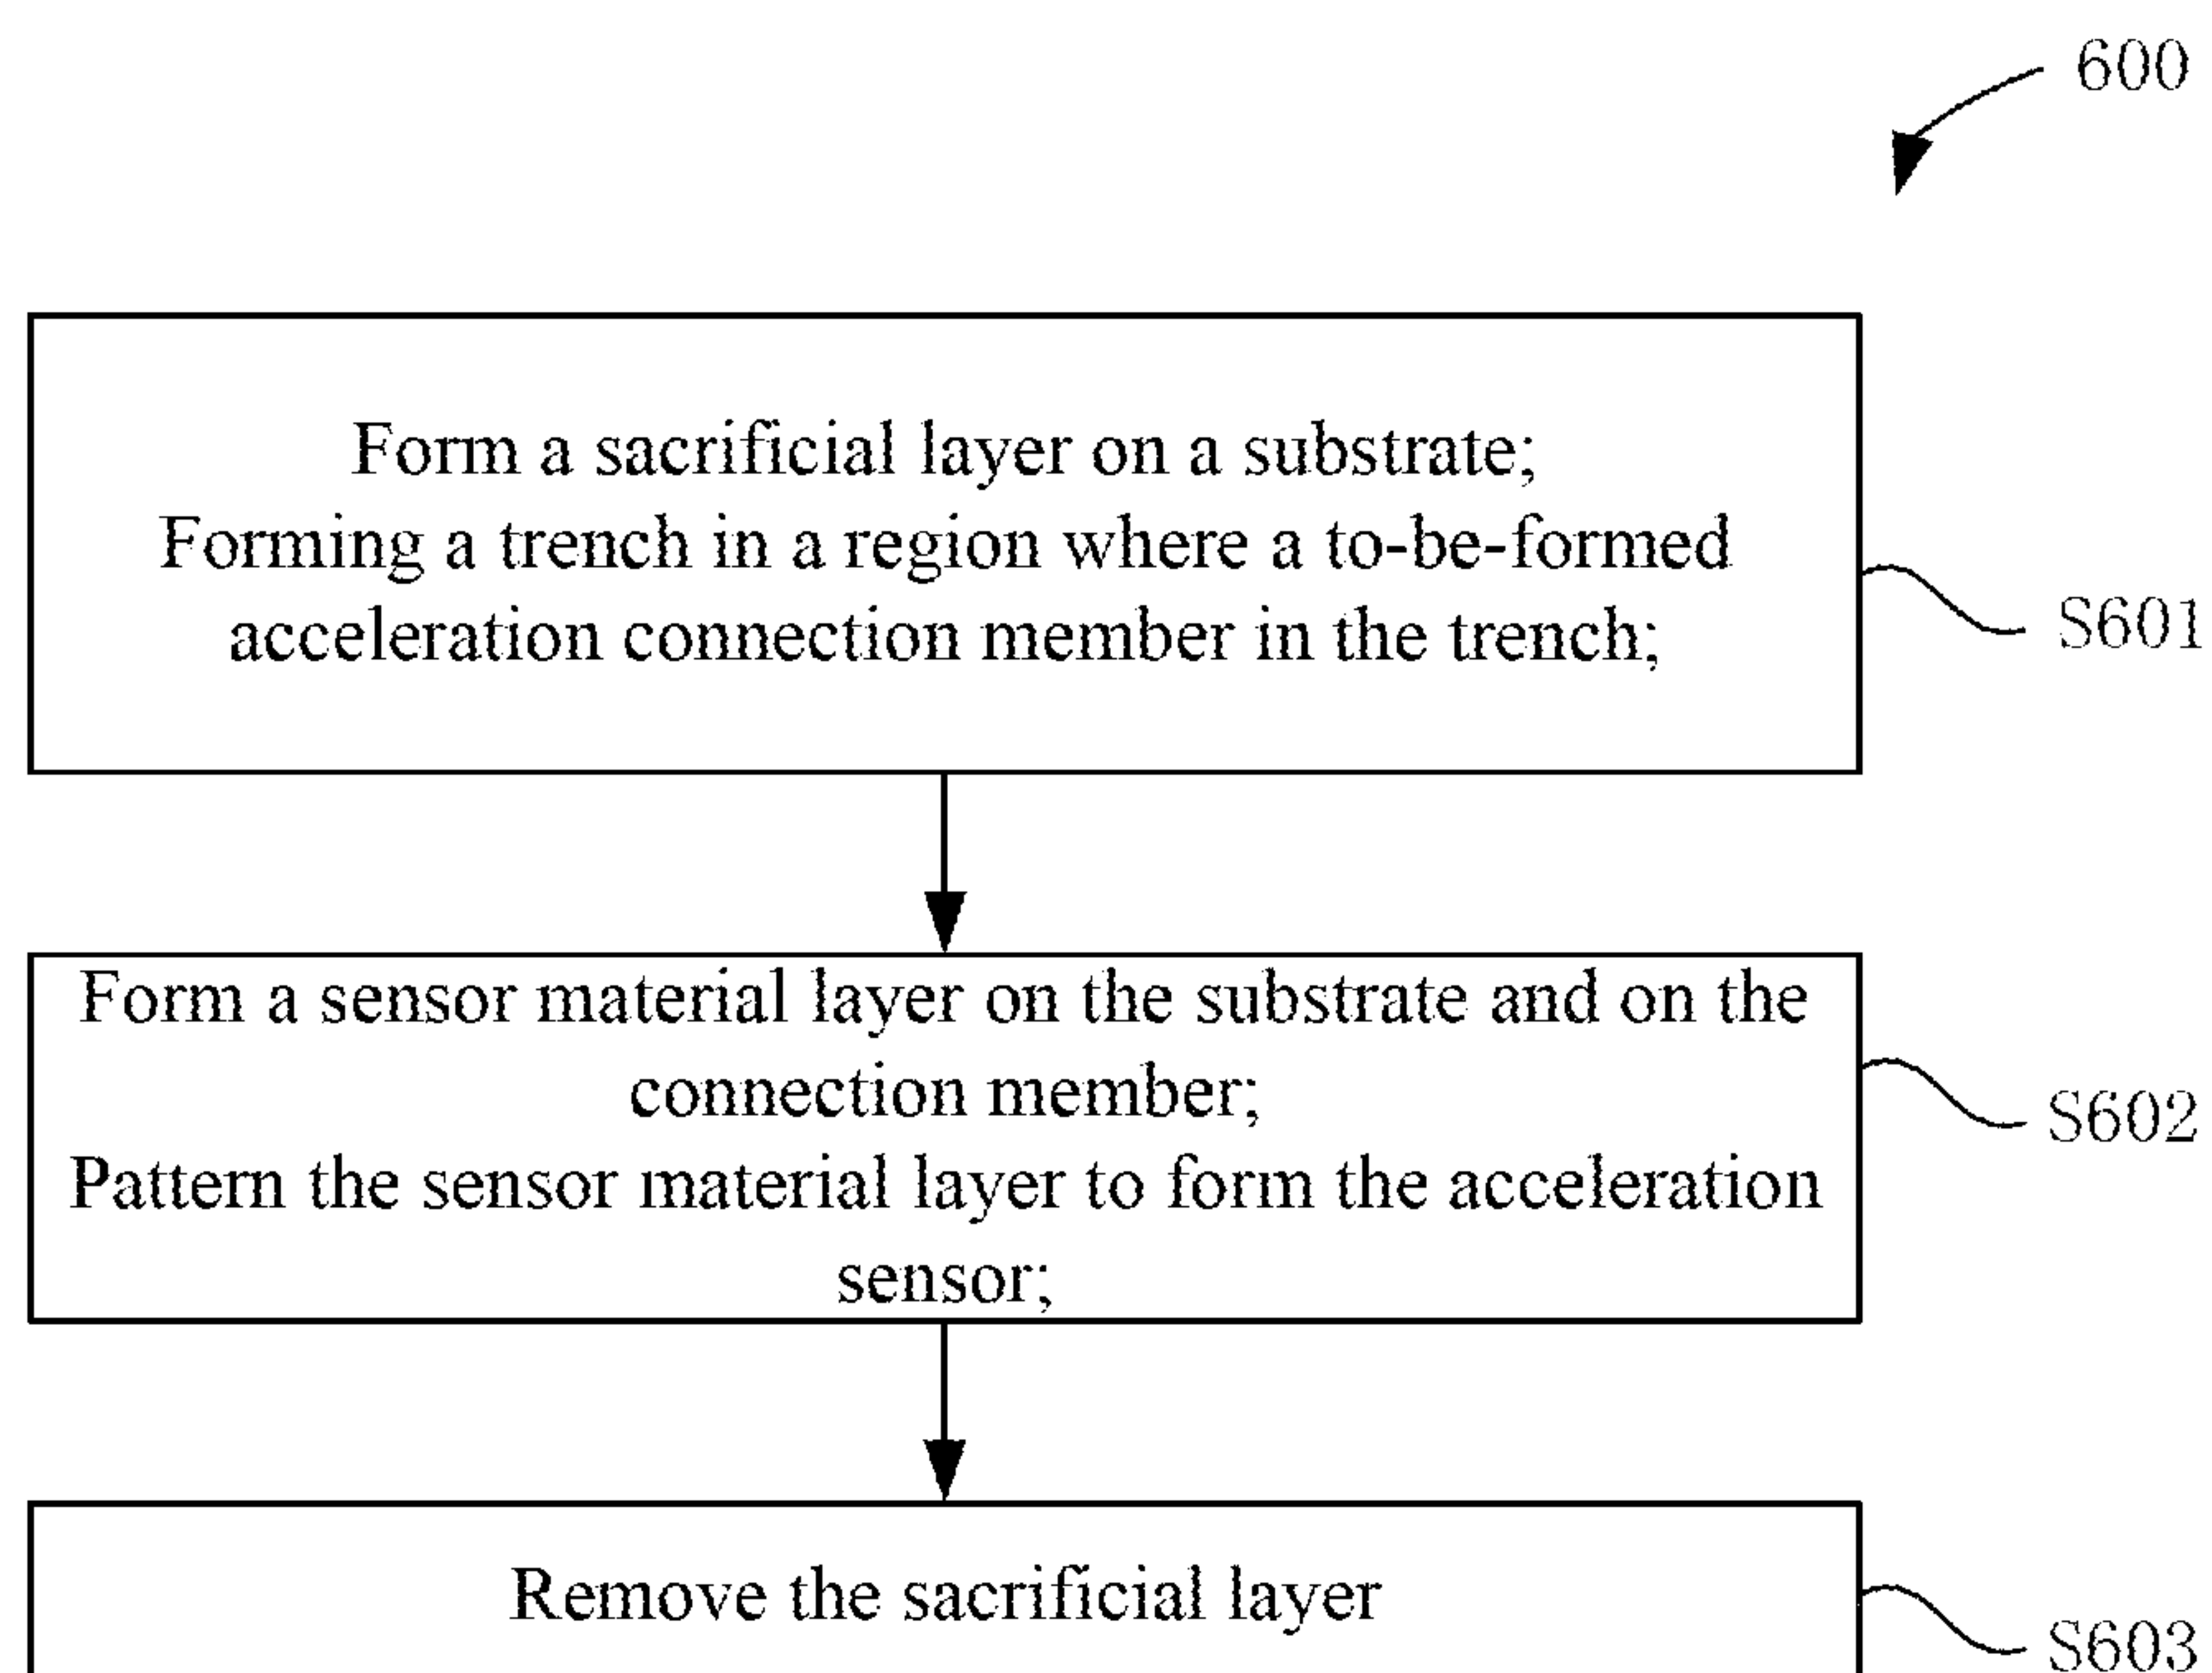 600
Form a sacrificial layer on a substrate;
Forming a trench in a region where a to-be-formed
acceleration connection member in the trench;
S601
Form a sensor material layer on the substrate and on the
connection member;
Pattern the sensor material layer to form the acceleration
sensor;
S602
Remove the sacrificial layer
S603